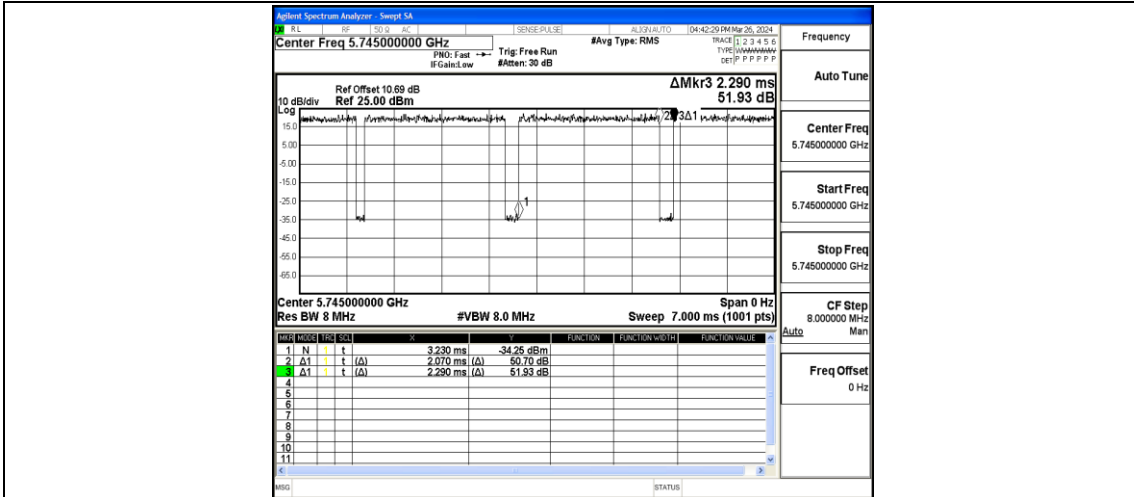 Agilent Spectrum Analyzer - Swept SA
RL RF 50 Ω AC SENSE:PULSE ALIGN AUTO 04:42:29 PM Mar 26, 2024
Center Freq 5.745000000 GHz #Avg Type: RMS TRACE 1 2 3 4 5 6
PNO: Fast Trig: Free Run TYPE WWWWWW
IFGain:Low #Atten: 30 dB DET P P P P P P
Frequency
Auto Tune
ΔMkr3 2.290 ms
51.93 dB
Ref Offset 10.69 dB
10 dB/div Ref 25.00 dBm
Log
15.0
5.00
-5.00
-15.0
-25.0
-35.0
-45.0
-55.0
-65.0
3Δ1
1
Center 5.745000000 GHz Span 0 Hz
Res BW 8 MHz #VBW 8.0 MHz Sweep 7.000 ms (1001 pts)
MKR MODE TRC SCL X Y FUNCTION FUNCTION WIDTH FUNCTION VALUE
1 N 1 t 3.230 ms -34.25 dBm
2 Δ1 1 t (Δ) 2.070 ms (Δ) 50.70 dB
3 Δ1 1 t (Δ) 2.290 ms (Δ) 51.93 dB
4
5
6
7
8
9
10
11
MSG STATUS
Center Freq
5.745000000 GHz
Start Freq
5.745000000 GHz
Stop Freq
5.745000000 GHz
CF Step
8.000000 MHz
Auto Man
Freq Offset
0 Hz